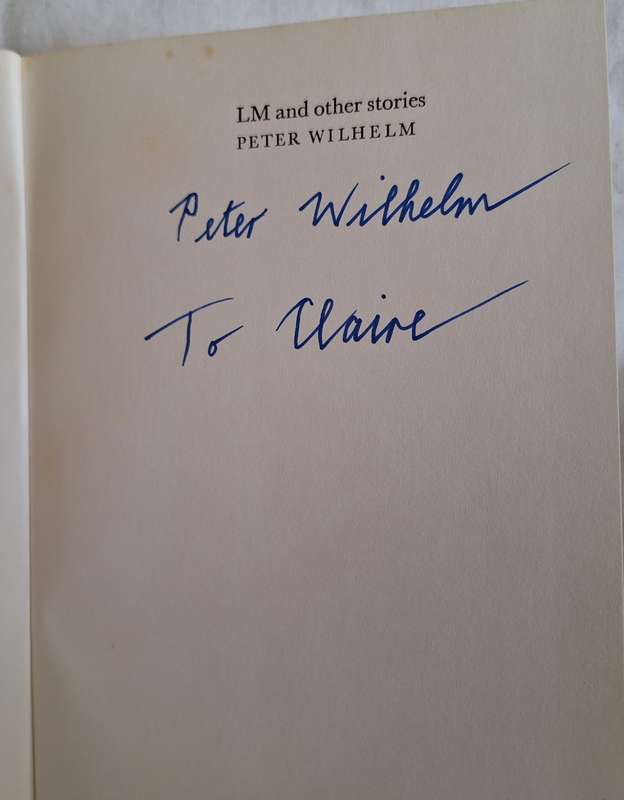 LM and other stories
PETER WILHELM
Peter Wilhelm
To Claire